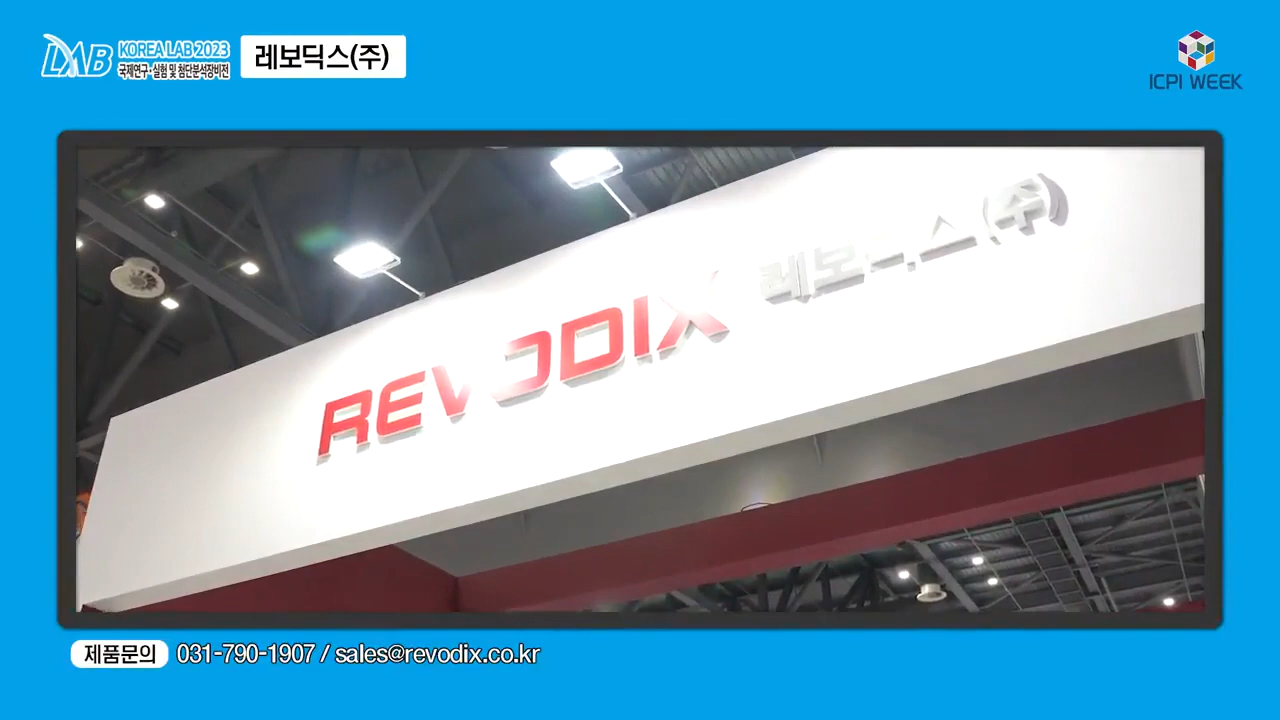 LAB KOREA LAB 2023
국제연구·실험 및 첨단분석장비전
레보딕스(주)
ICPI WEEK
REVODIX 레보딕스(주)
제품문의 031-790-1907 / sales@revodix.co.kr